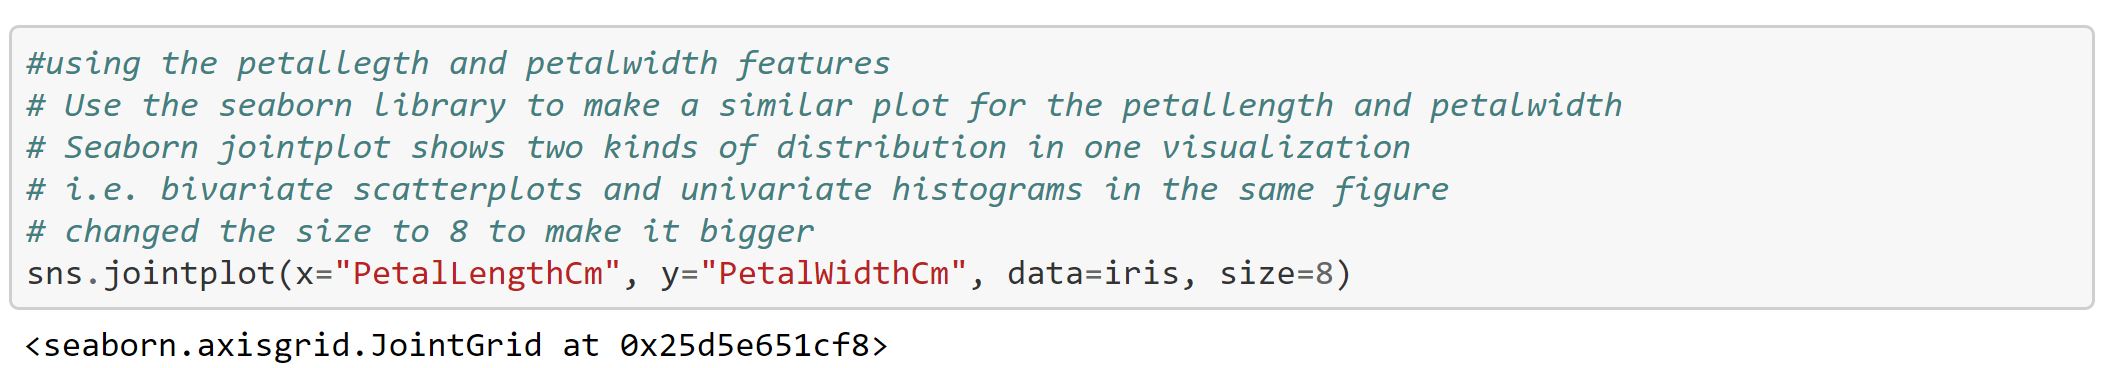 #using the petallegth and petalwidth features
# Use the seaborn library to make a similar plot for the petallength and petalwidth
# Seaborn jointplot shows two kinds of distribution in one visualization
# i.e. bivariate scatterplots and univariate histograms in the same figure
# changed the size to 8 to make it bigger
sns.jointplot(x="PetalLengthCm", y="PetalWidthCm", data=iris, size=8)
<seaborn.axisgrid.JointGrid at 0x25d5e651cf8>